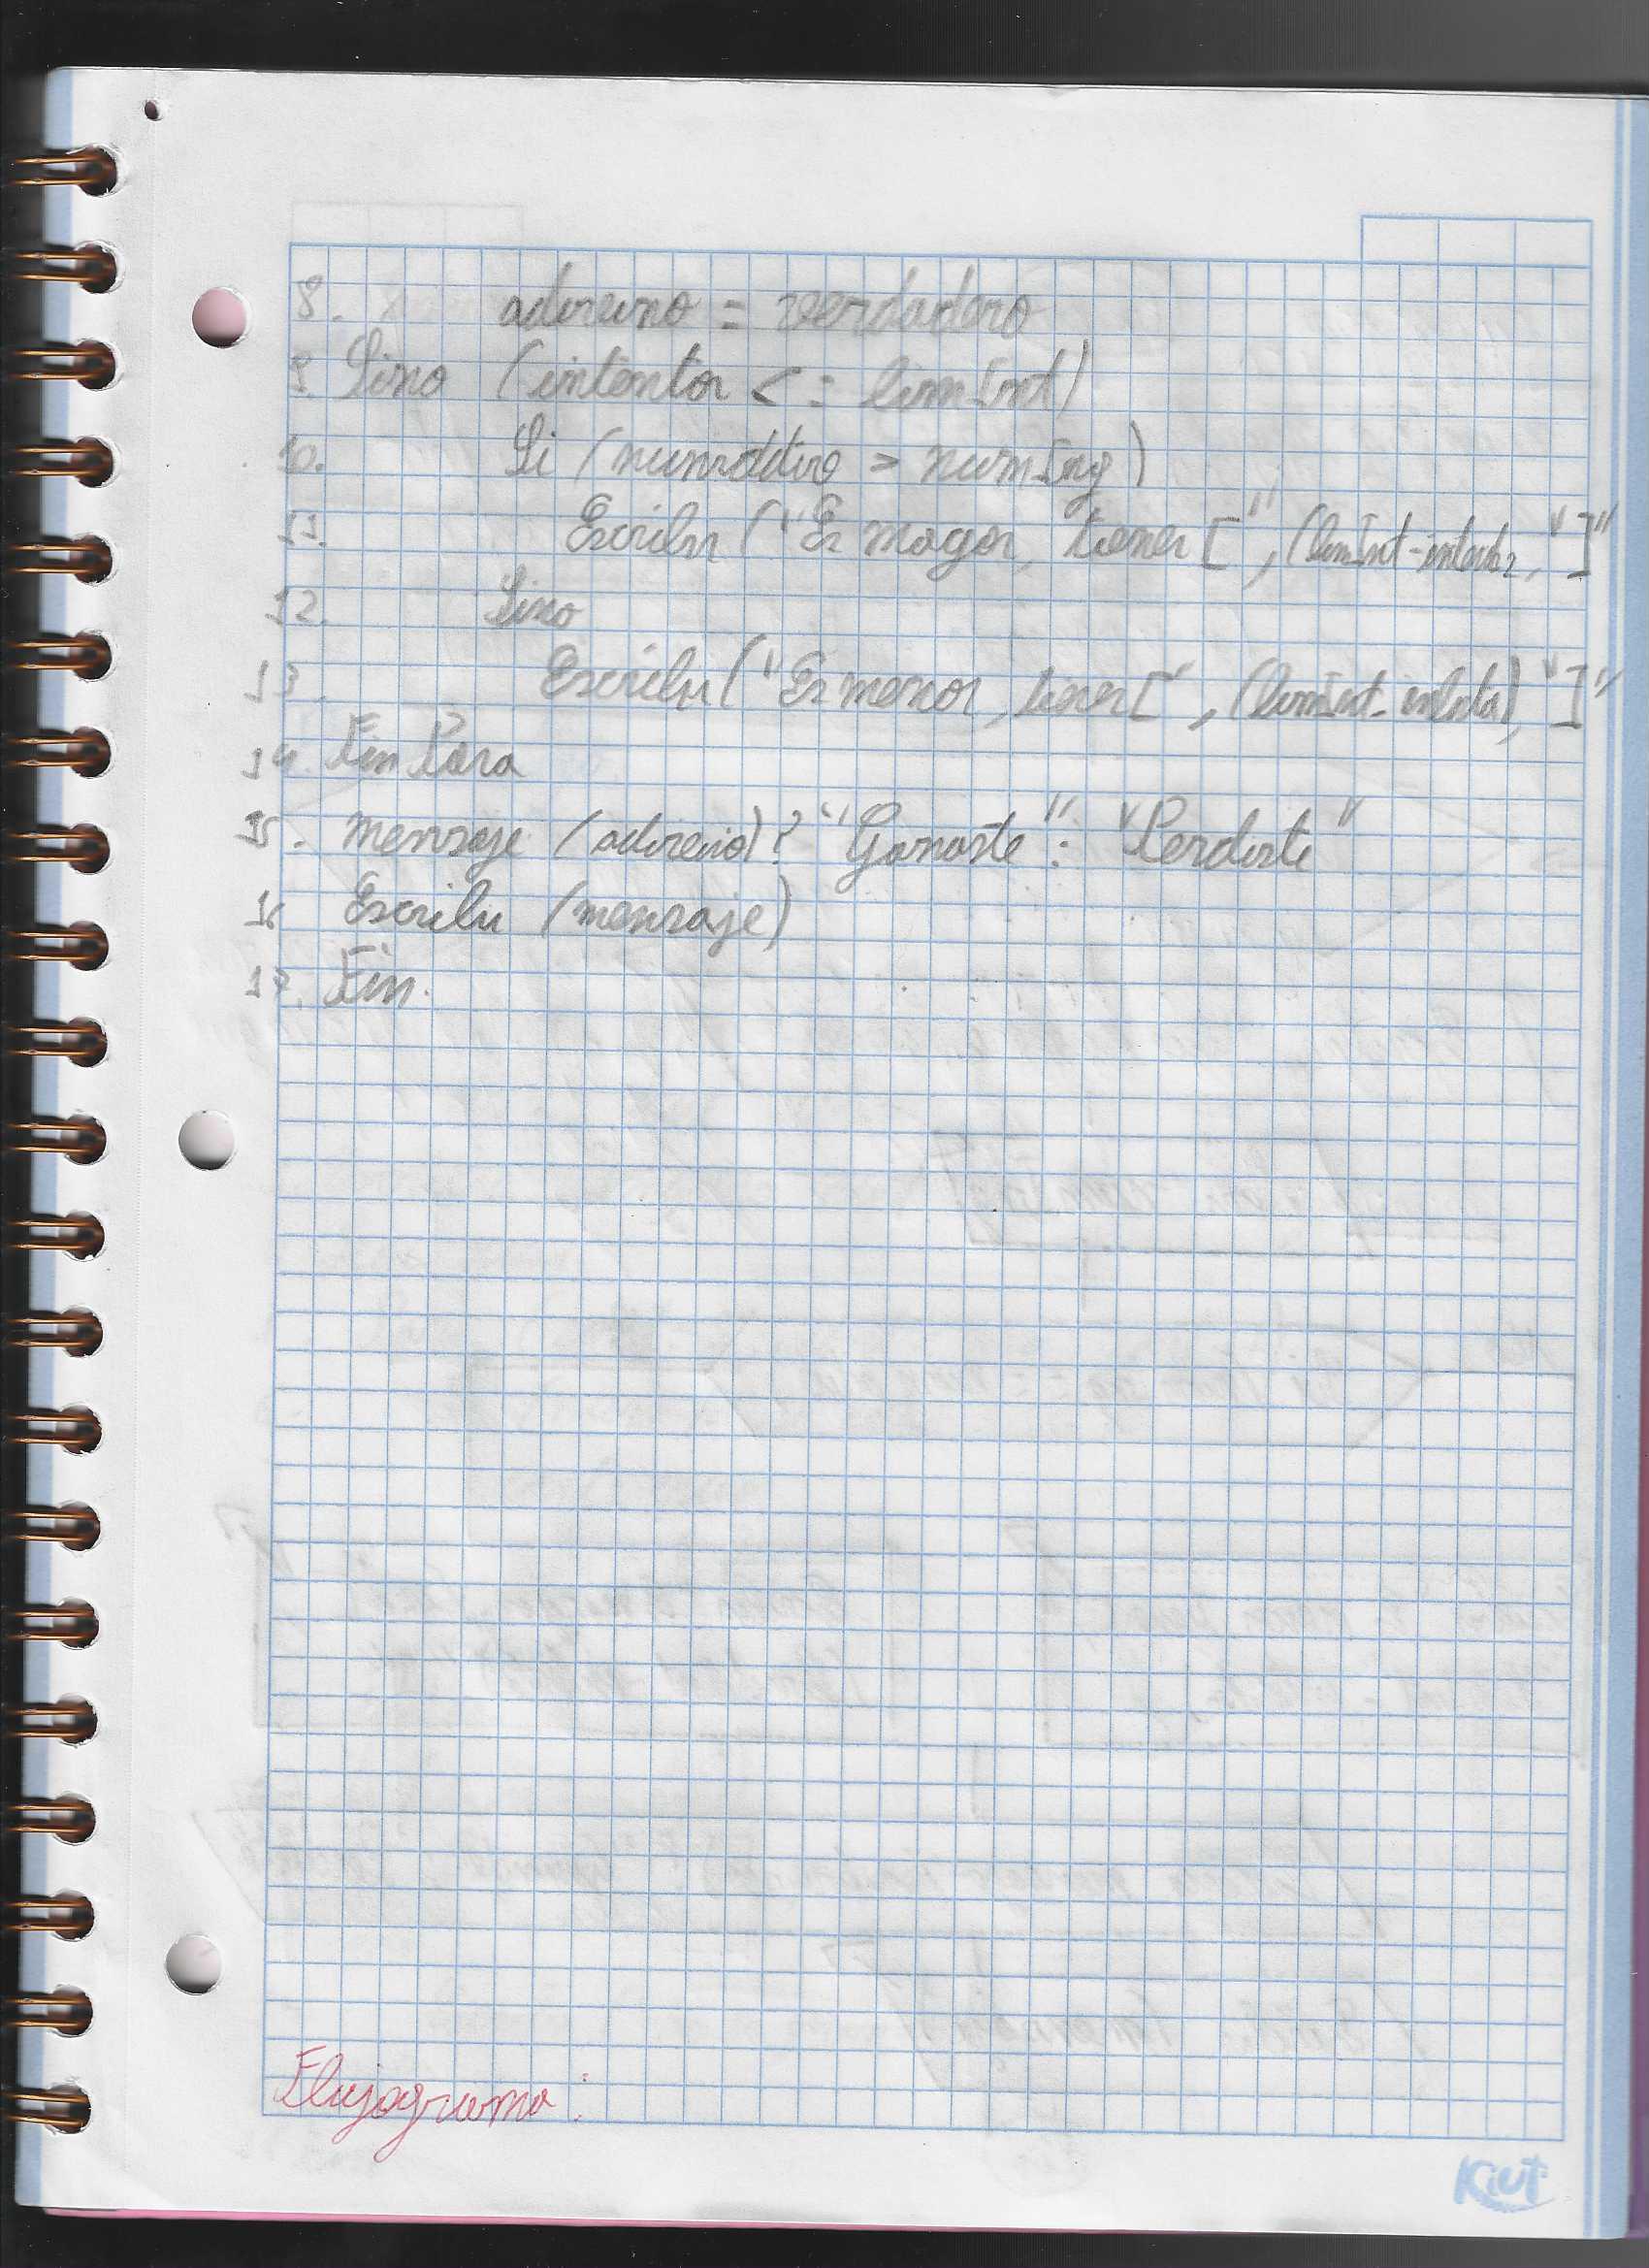 8. adivino = verdadero
9. Sino (intentos <= limInt)
10. Si (numAdivo > numIng)
11. Escribir ("Es mayor, tienes [", (limInt - intentos, "]"
12. Sino
13. Escribir ("Es menor, tienes [", (limInt - intentos), "]"
14. Fin Para
15. mensaje (adivino)? "Ganaste" : "Perdiste"
16 Escribir (mensaje)
17. Fin.
Flujograma:
Kiut